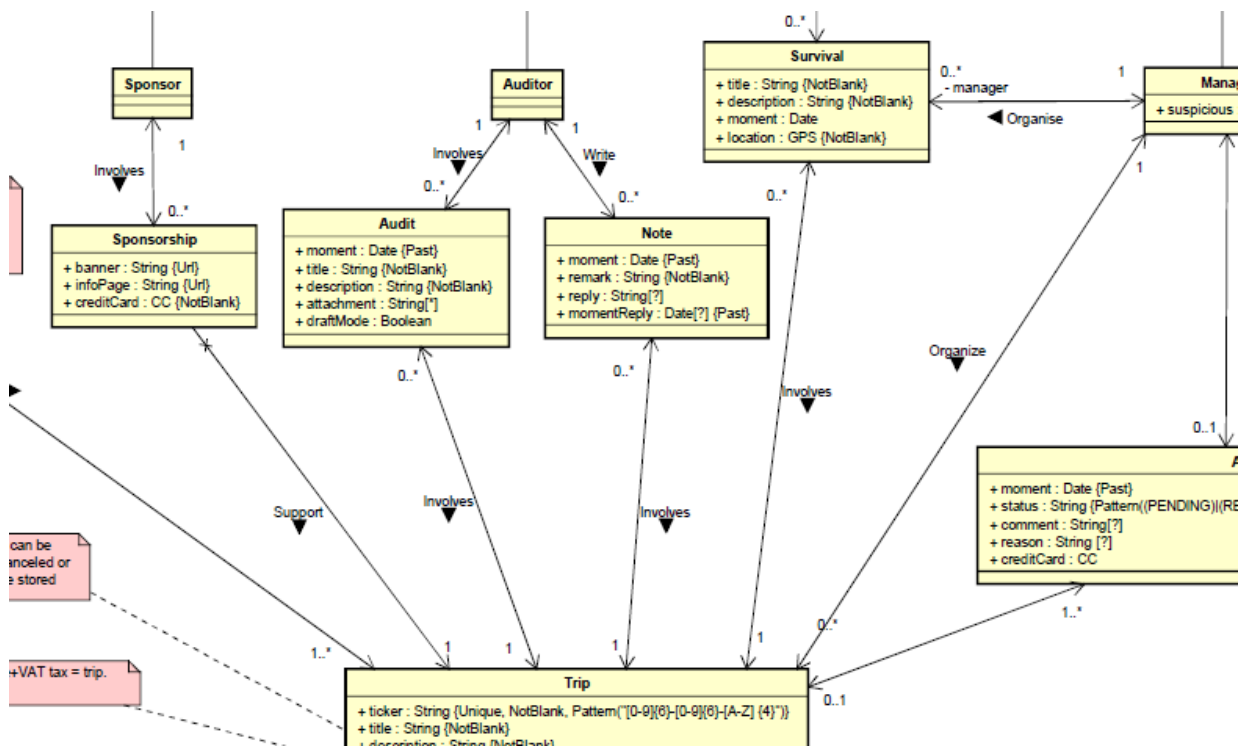 0..*
Survival
+ title : String {NotBlank}
+ description : String {NotBlank}
+ moment : Date
+ location : GPS {NotBlank}
Sponsor
Auditor
0..*
- manager
1
Organise
+ suspicious
1
Involves
0..*
1
Involves
0..*
1
Write
0..*
0..*
1
Sponsorship
+ banner : String {Url}
+ infoPage : String {Url}
+ creditCard : CC {NotBlank}
Audit
+ moment : Date {Past}
+ title : String {NotBlank}
+ description : String {NotBlank}
+ attachment : String[*]
+ draftMode : Boolean
Note
+ moment : Date {Past}
+ remark : String {NotBlank}
+ reply : String[?]
+ momentReply : Date[?] {Past}
0..*
0..*
Organize
Involves
0..1
+ moment : Date {Past}
+ status : String {Pattern((PENDING)|(RE
+ comment : String[?]
+ reason : String [?]
+ creditCard : CC
Support
Involves
Involves
can be
anceled or
e stored
1..*
0..*
1..*
1
1
1
1
0..1
+VAT tax = trip.
Trip
+ ticker : String {Unique, NotBlank, Pattern("[0-9]{6}-[0-9]{6}-[A-Z] {4}")}
+ title : String {NotBlank}
+ description : String {NotBlank}